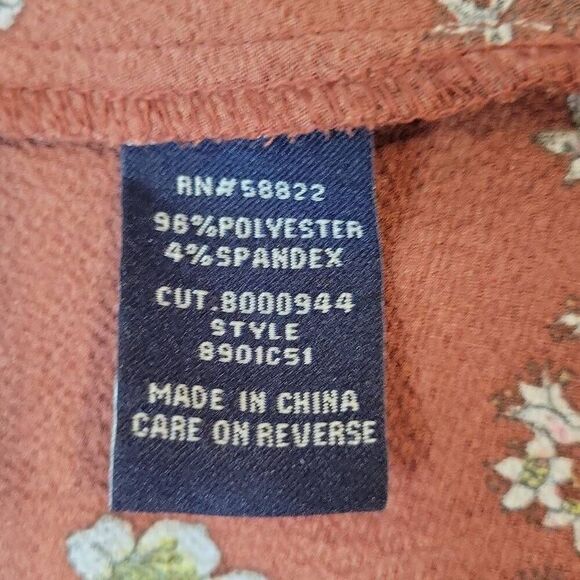 RN#58822
96%POLYESTER
4%SPANDEX
CUT.8000944
STYLE
8901C51
MADE IN CHINA
CARE ON REVERSE